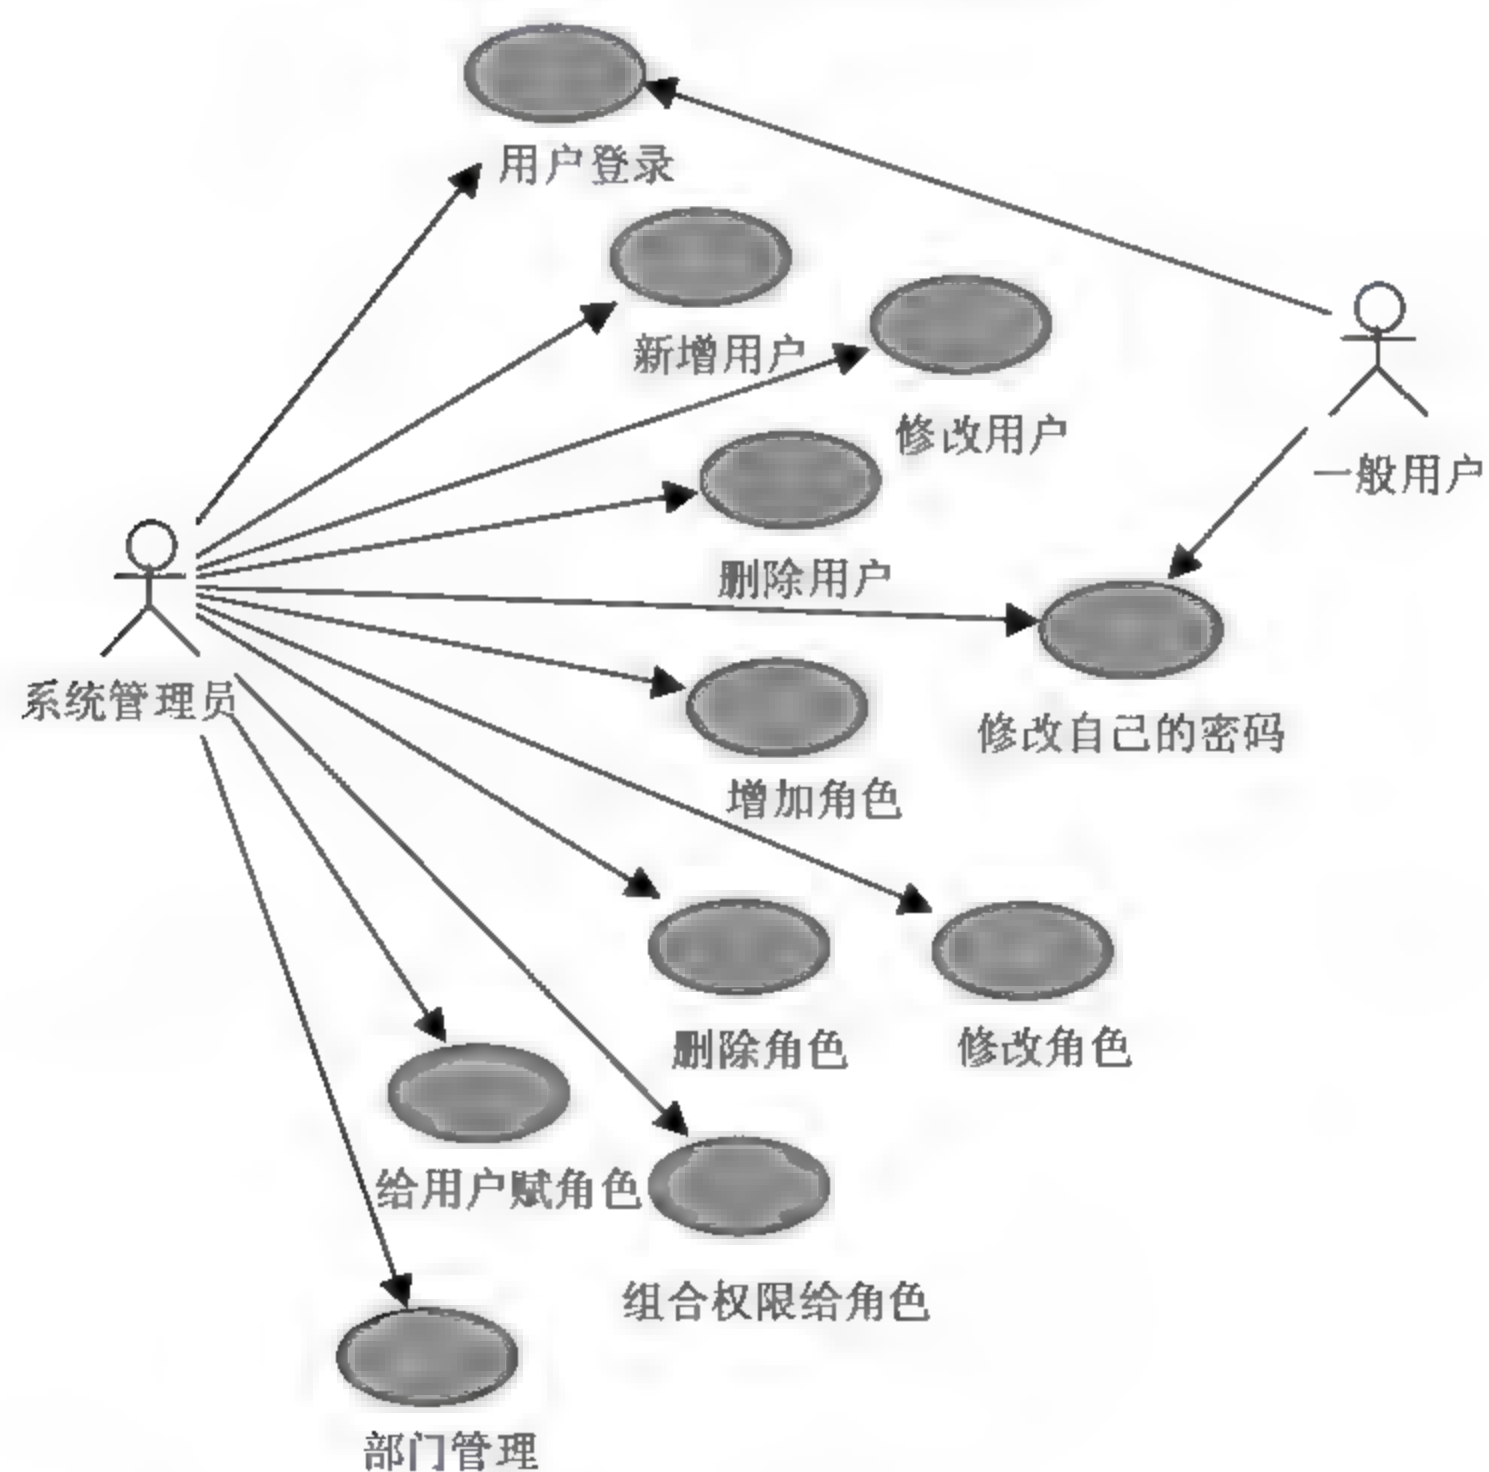 用户登录
新增用户
修改用户
一般用户
删除用户
系统管理员
修改自己的密码
增加角色
删除角色
修改角色
给用户赋角色
组合权限给角色
部门管理